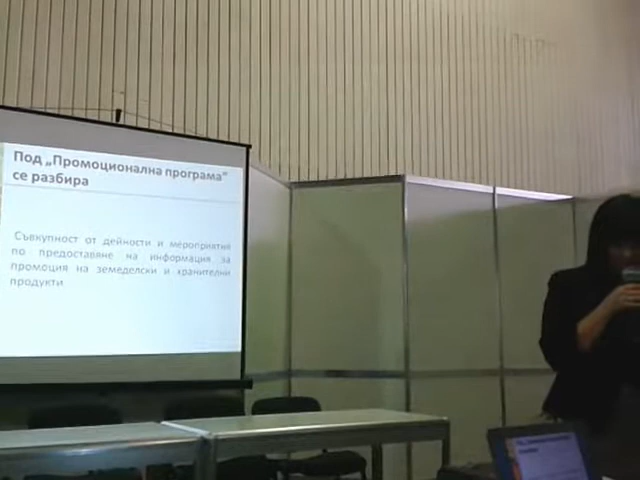 Под „Промоционална програма“
се разбира
Съвкупност от дейности и мероприятия
по предоставяне на информация за
промоция на земеделски и хранителни
продукти